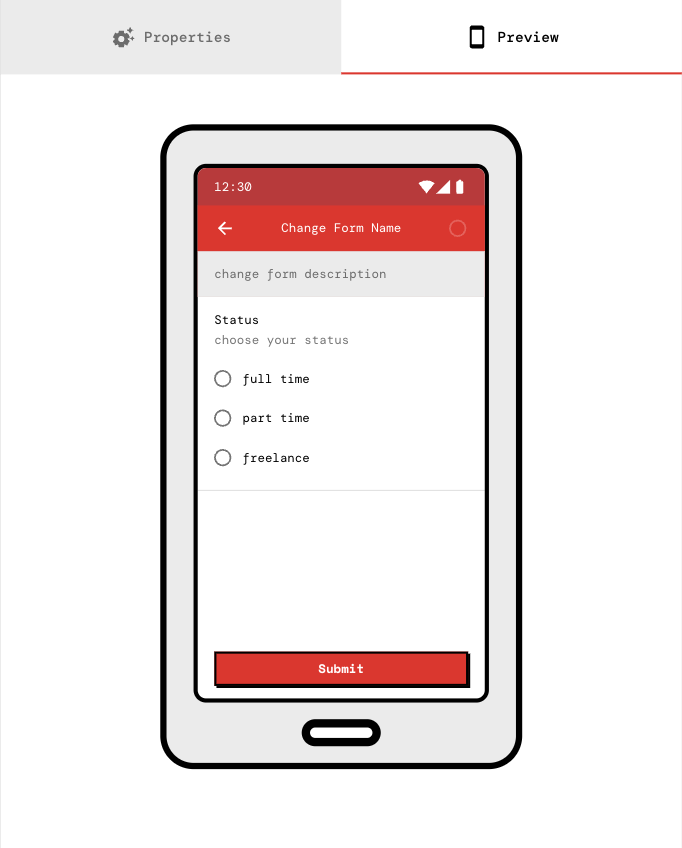 Properties
Preview
12:30
Change Form Name
change form description
Status
choose your status
full time
part time
freelance
Submit